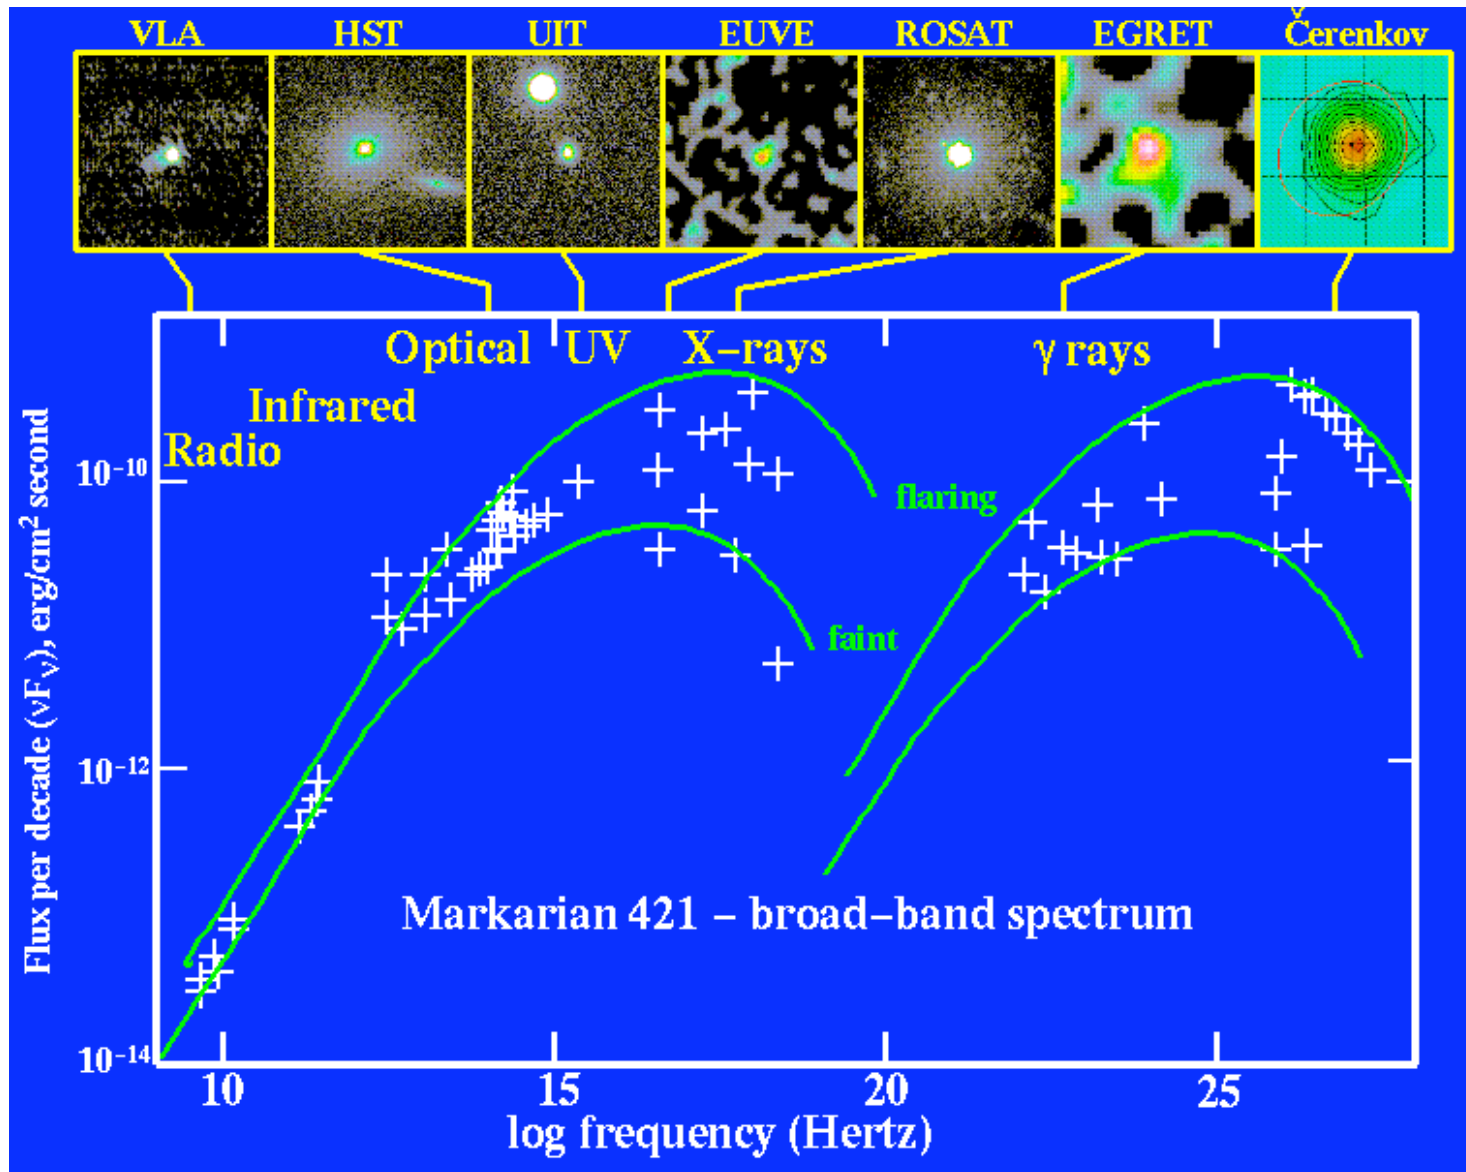 VLA HST UIT EUVE ROSAT EGRET Čerenkov
Optical UV X-rays γ rays
Infrared
Radio
10⁻¹⁰
flaring
faint
10⁻¹²
Markarian 421 – broad-band spectrum
10⁻¹⁴
10 15 20 25
log frequency (Hertz)
Flux per decade (νFν), erg/cm² second